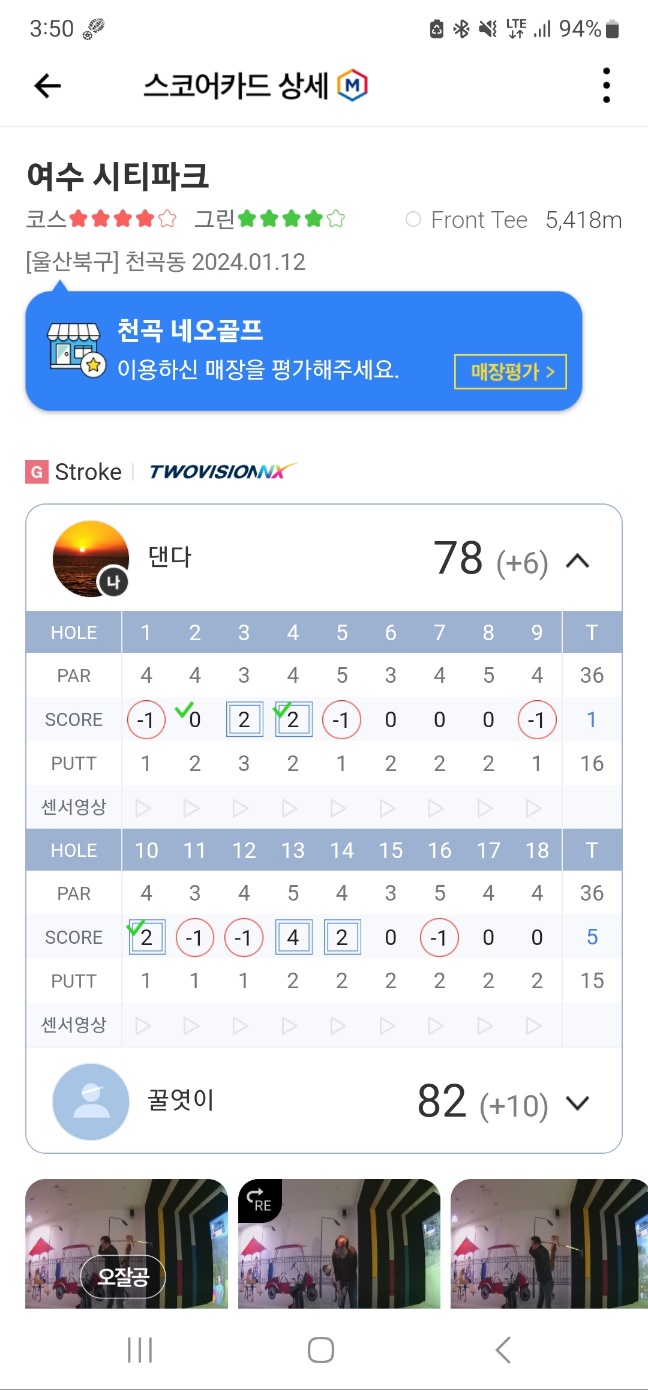 3:50 LTE 94%
스코어카드 상세 M
여수 시티파크
코스 그린 Front Tee 5,418m
[울산북구] 천곡동 2024.01.12
천곡 네오골프
이용하신 매장을 평가해주세요.
매장평가 >
G Stroke TWOVISIONNX
댄다 78 (+6)
나
HOLE 1 2 3 4 5 6 7 8 9 T
PAR 4 4 3 4 5 3 4 5 4 36
SCORE -1 0 2 2 -1 0 0 0 -1 1
PUTT 1 2 3 2 1 2 2 2 1 16
센서영상
HOLE 10 11 12 13 14 15 16 17 18 T
PAR 4 3 4 5 4 3 5 4 4 36
SCORE 2 -1 -1 4 2 0 -1 0 0 5
PUTT 1 1 1 2 2 2 2 2 2 15
센서영상
꿀엿이 82 (+10)
RE
오잘공